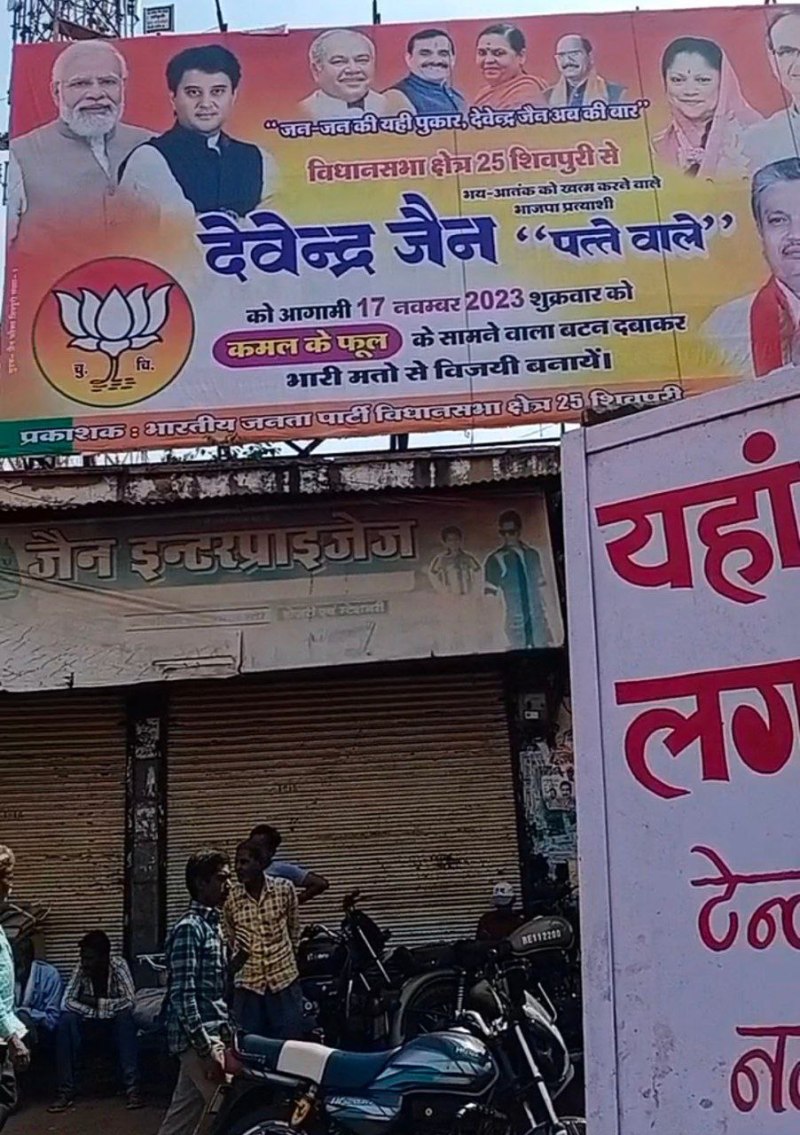 “जन-जन की यही पुकार, देवेन्द्र जैन अब की बार”
विधानसभा क्षेत्र 25 शिवपुरी से
भय-आतंक को खत्म करने वाले
भाजपा प्रत्याशी
देवेन्द्र जैन “पत्ते वाले”
को आगामी 17 नवम्बर 2023 शुक्रवार को
कमल के फूल के सामने वाला बटन दबाकर
भारी मतो से विजयी बनायें।
चु. चि.
प्रकाशक : भारतीय जनता पार्टी विधानसभा क्षेत्र 25 शिवपुरी
जैन इन्टरप्राइजेज
यहां
लग
टेन्
RE112200